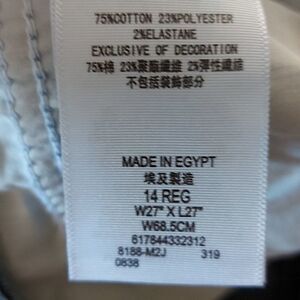 75%COTTON 23%POLYESTER
2%ELASTANE
EXCLUSIVE OF DECORATION
75%棉 23%聚酯纖維 2%彈性纖維
不包括裝飾部分
MADE IN EGYPT
埃及製造
14 REG
W27" X L27"
W68.5CM
617844332312
8188-M2J 319
0838